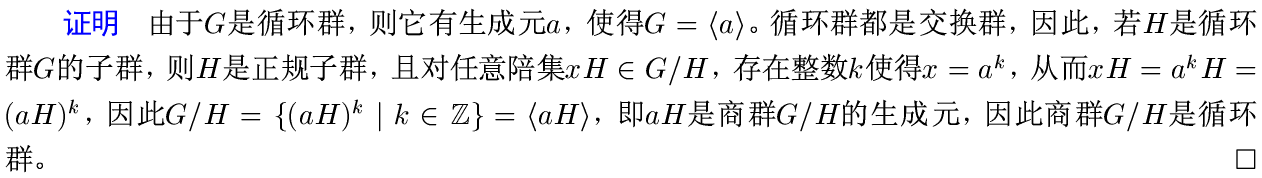 证明 由于G是循环群，则它有生成元a，使得G = ⟨a⟩。循环群都是交换群，因此，若H是循环
群G的子群，则H是正规子群，且对任意陪集xH ∈ G/H，存在整数k使得x = a^k，从而xH = a^k H =
(aH)^k，因此G/H = {(aH)^k | k ∈ ℤ} = ⟨aH⟩，即aH是商群G/H的生成元，因此商群G/H是循环
群。 □